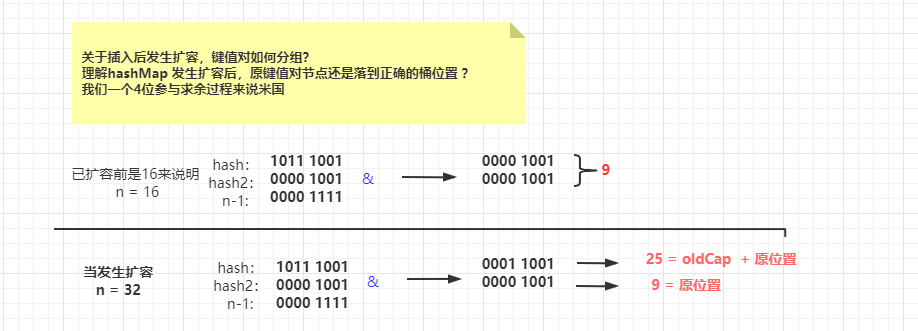 关于插入后发生扩容，键值对如何分组？
理解hashMap 发生扩容后，原键值对节点还是落到正确的桶位置 ?
我们一个4位参与求余过程来说米国
已扩容前是16来说明
n = 16
hash: 1011 1001
hash2: 0000 1001
n-1: 0000 1111
&
0000 1001
0000 1001
9
当发生扩容
n = 32
hash: 1011 1001
hash2: 0000 1001
n-1: 0000 1111
&
0001 1001
0000 1001
25 = oldCap + 原位置
9 = 原位置